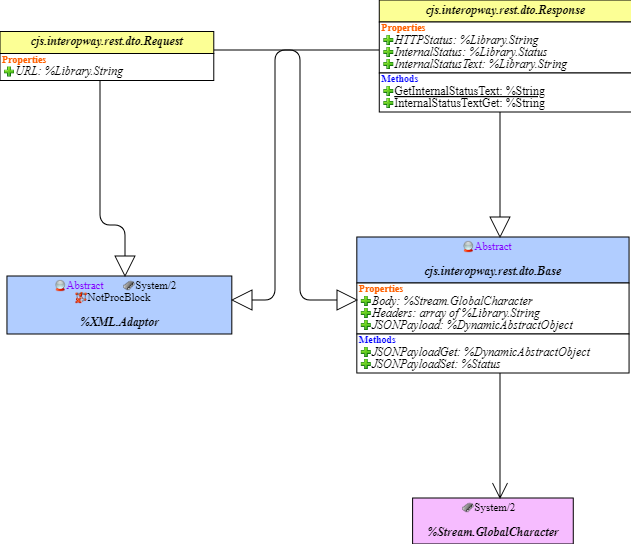 cjs.interopway.rest.dto.Request
Properties
URL: %Library.String
cjs.interopway.rest.dto.Response
Properties
HTTPStatus: %Library.String
InternalStatus: %Library.Status
InternalStatusText: %Library.String
Methods
GetInternalStatusText: %String
InternalStatusTextGet: %String
Abstract System/2
NotProcBlock
%XML.Adaptor
Abstract
cjs.interopway.rest.dto.Base
Properties
Body: %Stream.GlobalCharacter
Headers: array of %Library.String
JSONPayload: %DynamicAbstractObject
Methods
JSONPayloadGet: %DynamicAbstractObject
JSONPayloadSet: %Status
System/2
%Stream.GlobalCharacter